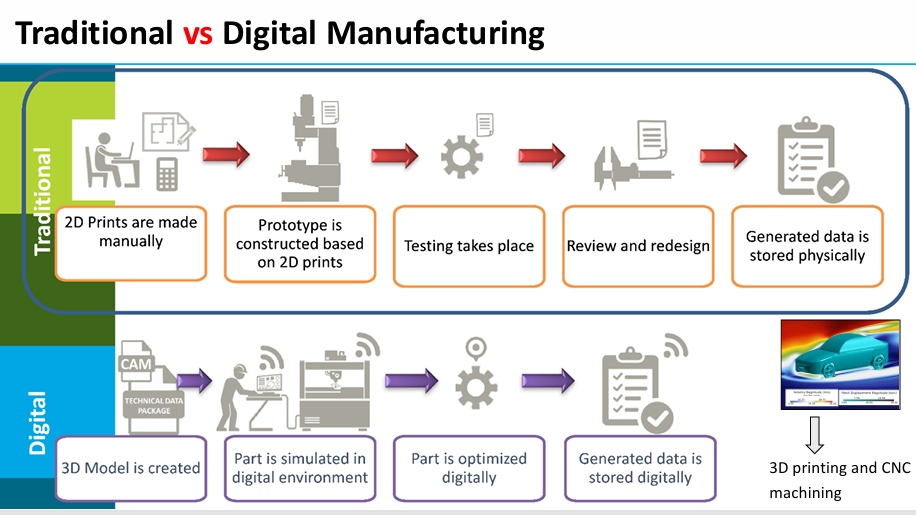 Traditional vs Digital Manufacturing
Traditional
2D Prints are made
manually
Prototype is
constructed based
on 2D prints
Testing takes place
Review and redesign
Generated data is
stored physically
Digital
CAM
TECHNICAL DATA
PACKAGE
3D Model is created
Part is simulated in
digital environment
Part is optimized
digitally
Generated data is
stored digitally
3D printing and CNC
machining